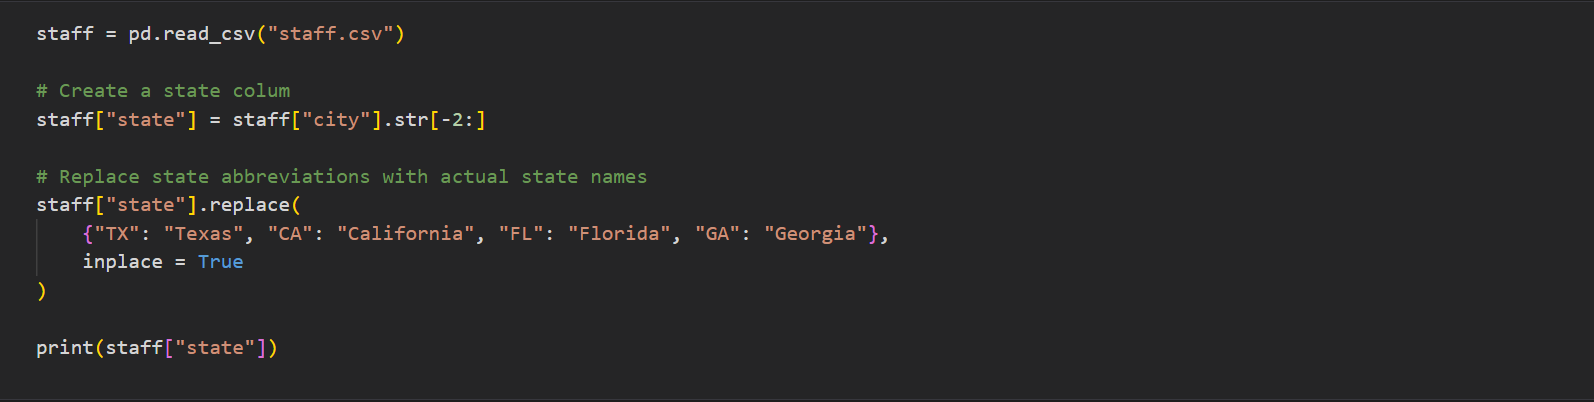 staff = pd.read_csv("staff.csv")
# Create a state colum
staff["state"] = staff["city"].str[-2:]
# Replace state abbreviations with actual state names
staff["state"].replace(
    {"TX": "Texas", "CA": "California", "FL": "Florida", "GA": "Georgia"},
    inplace = True
)
print(staff["state"])